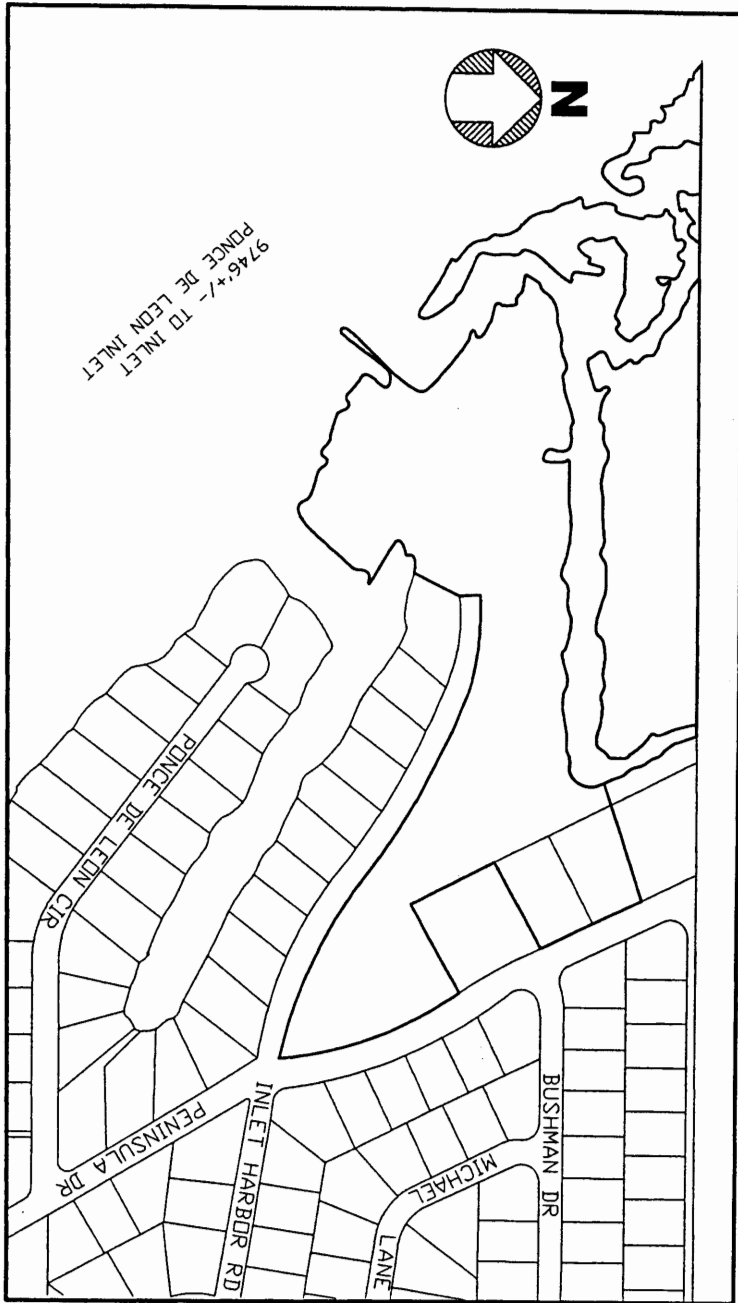 N
9746'+/- TO INLET
PONCE DE LEON INLET
PONCE DE LEON CIR
PENINSULA DR
INLET HARBOR RD
MICHAEL
LANE
BUSHMAN DR